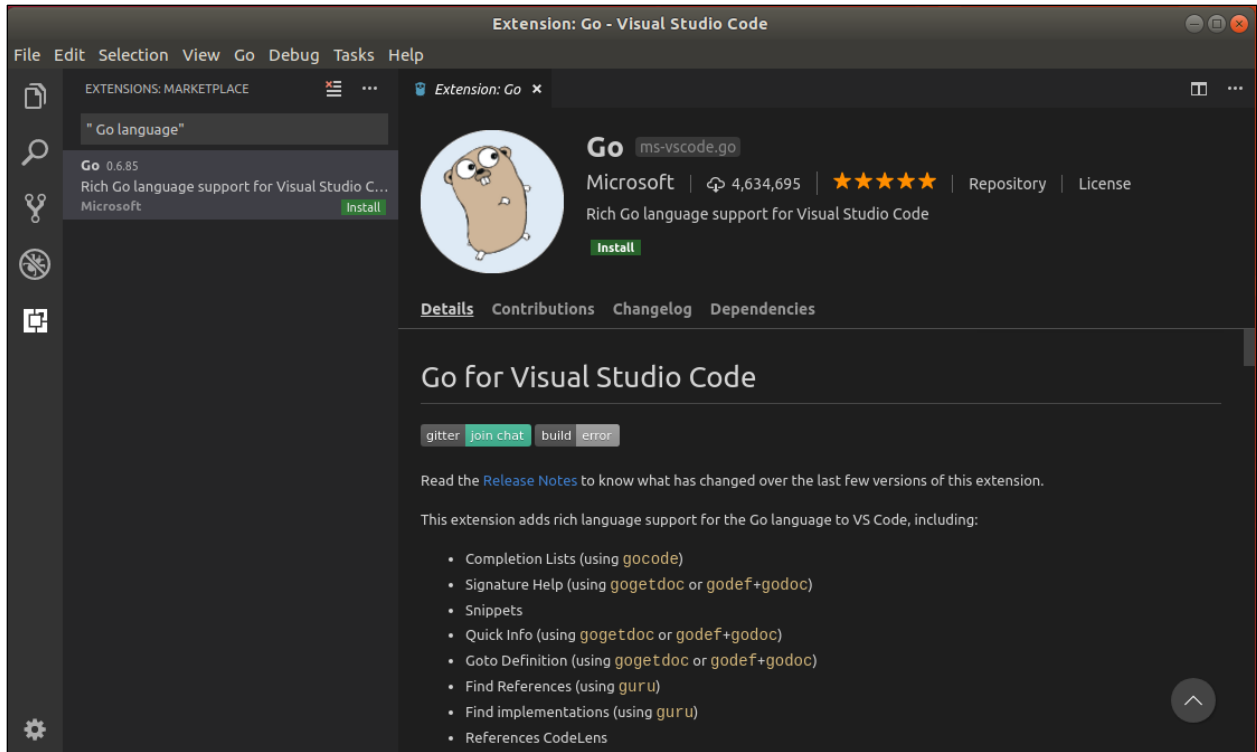 Extension: Go - Visual Studio Code
File Edit Selection View Go Debug Tasks Help
EXTENSIONS: MARKETPLACE
" Go language"
Go 0.6.85
Rich Go language support for Visual Studio C...
Microsoft Install
Extension: Go
Go ms-vscode.go
Microsoft 4,634,695 Repository License
Rich Go language support for Visual Studio Code
Install
Details Contributions Changelog Dependencies
Go for Visual Studio Code
gitter join chat build error
Read the Release Notes to know what has changed over the last few versions of this extension.
This extension adds rich language support for the Go language to VS Code, including:
• Completion Lists (using gocode)
• Signature Help (using gogetdoc or godef+godoc)
• Snippets
• Quick Info (using gogetdoc or godef+godoc)
• Goto Definition (using gogetdoc or godef+godoc)
• Find References (using guru)
• Find implementations (using guru)
• References CodeLens